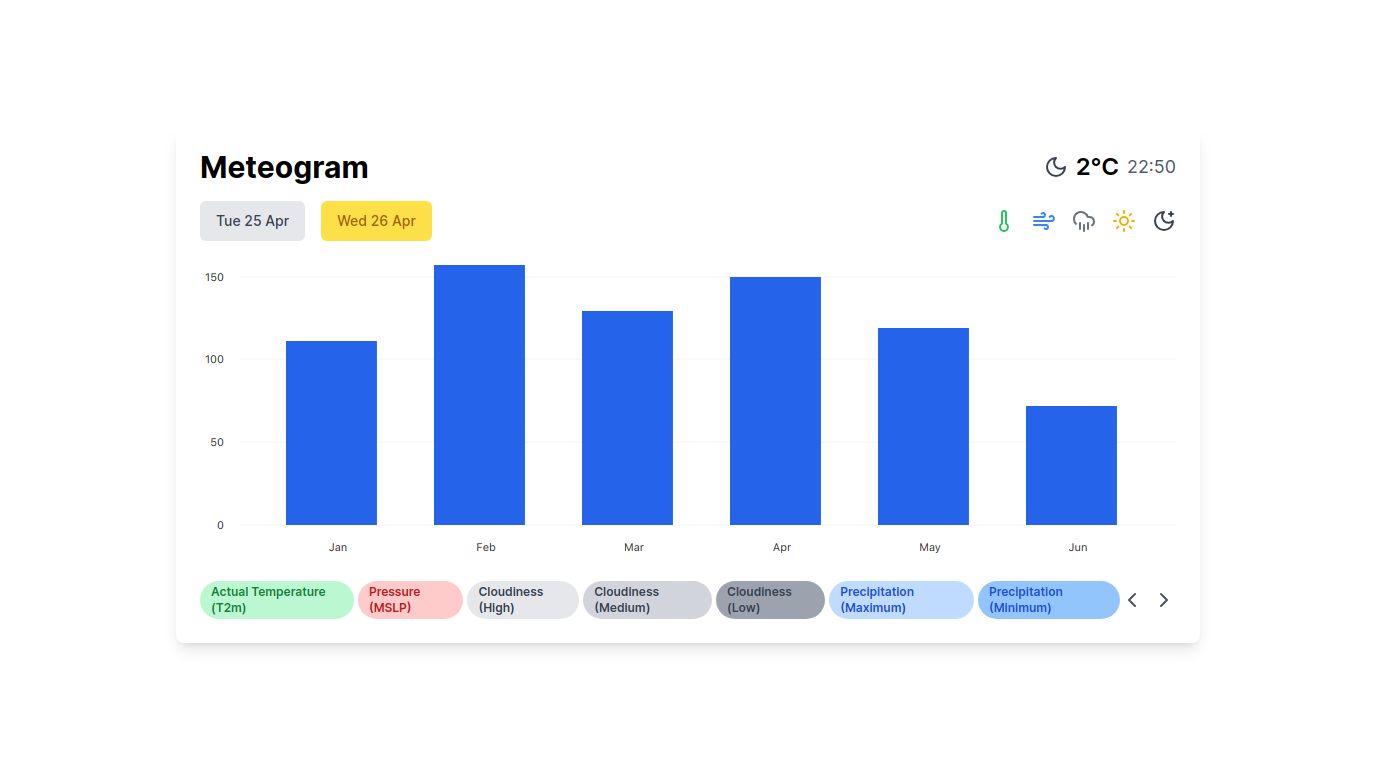 Meteogram
2°C 22:50
Tue 25 Apr
Wed 26 Apr
150
100
50
0
Jan
Feb
Mar
Apr
May
Jun
Actual Temperature
(T2m)
Pressure
(MSLP)
Cloudiness
(High)
Cloudiness
(Medium)
Cloudiness
(Low)
Precipitation
(Maximum)
Precipitation
(Minimum)